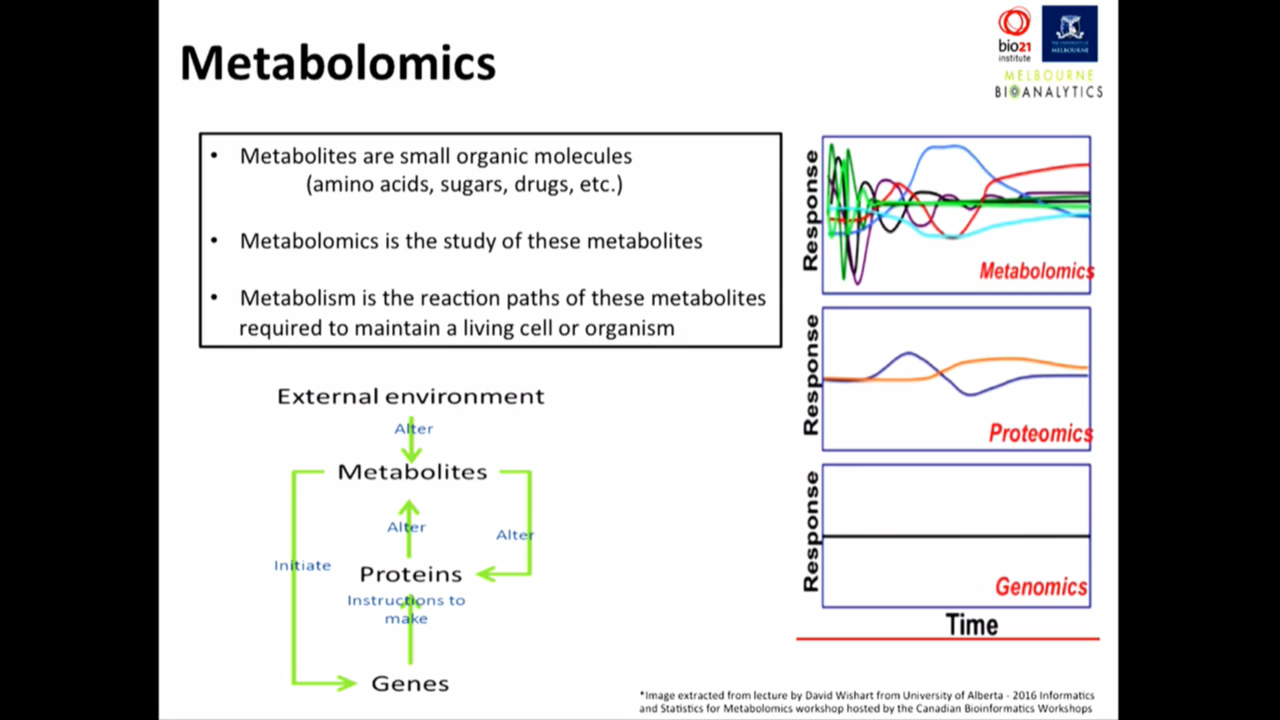 Metabolomics
bio21
institute
THE UNIVERSITY OF
MELBOURNE
MELBOURNE
BIOANALYTICS
• Metabolites are small organic molecules
(amino acids, sugars, drugs, etc.)
• Metabolomics is the study of these metabolites
• Metabolism is the reaction paths of these metabolites
required to maintain a living cell or organism
External environment
Alter
Metabolites
Alter
Alter
Initiate
Proteins
Instructions to
make
Genes
Response
Metabolomics
Response
Proteomics
Response
Genomics
Time
*Image extracted from lecture by David Wishart from University of Alberta - 2016 Informatics
and Statistics for Metabolomics workshop hosted by the Canadian Bioinformatics Workshops